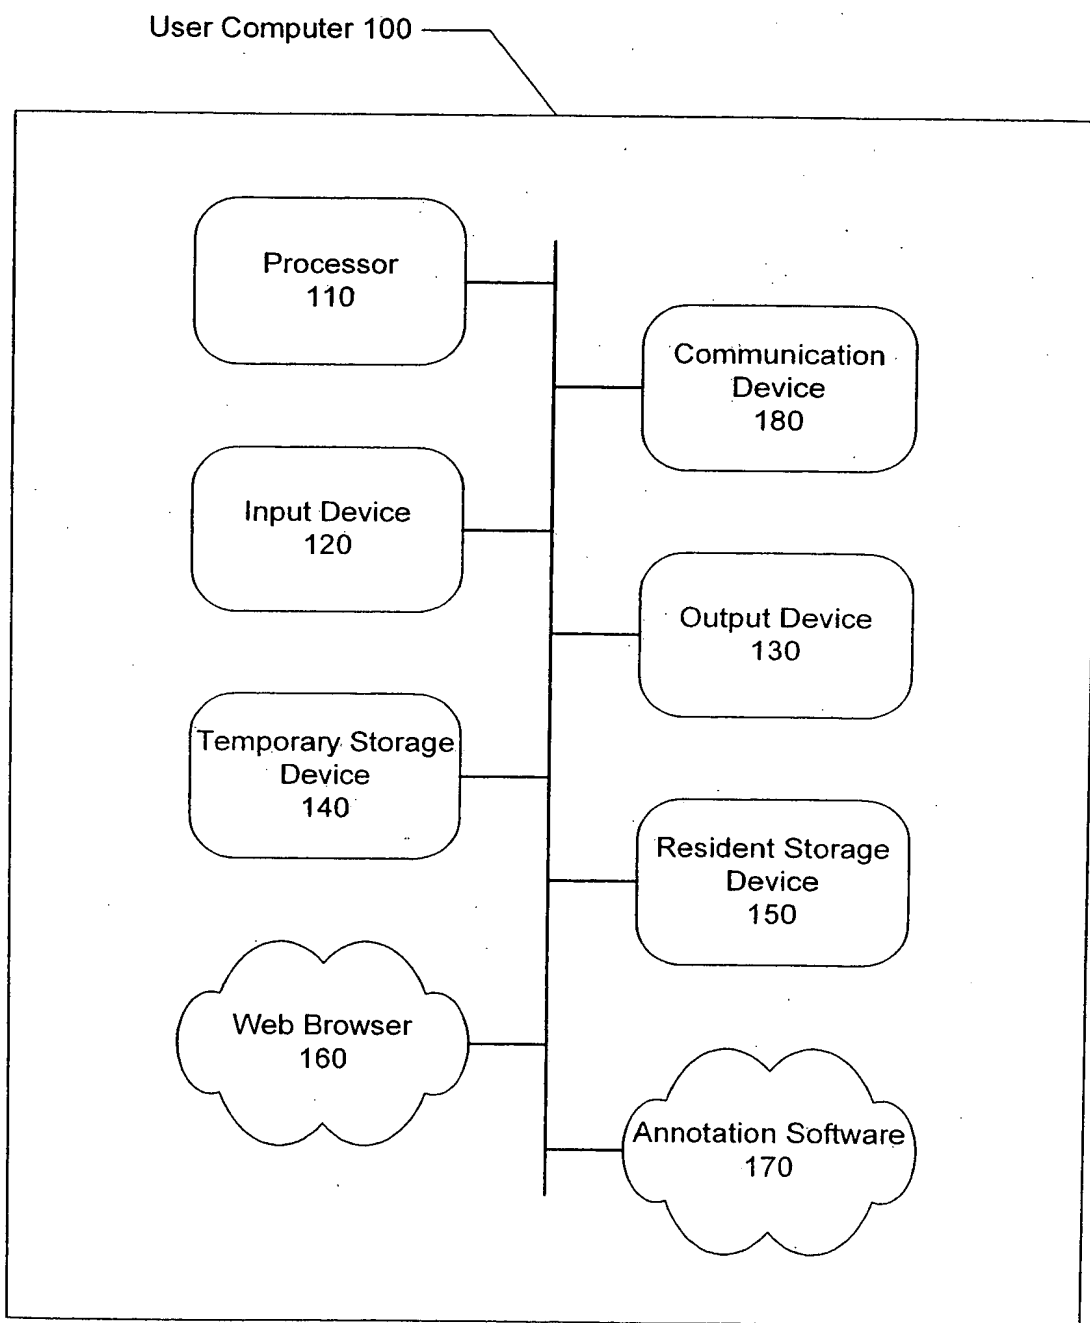 User Computer 100
Processor
110
Communication
Device
180
Input Device
120
Output Device
130
Temporary Storage
Device
140
Resident Storage
Device
150
Web Browser
160
Annotation Software
170